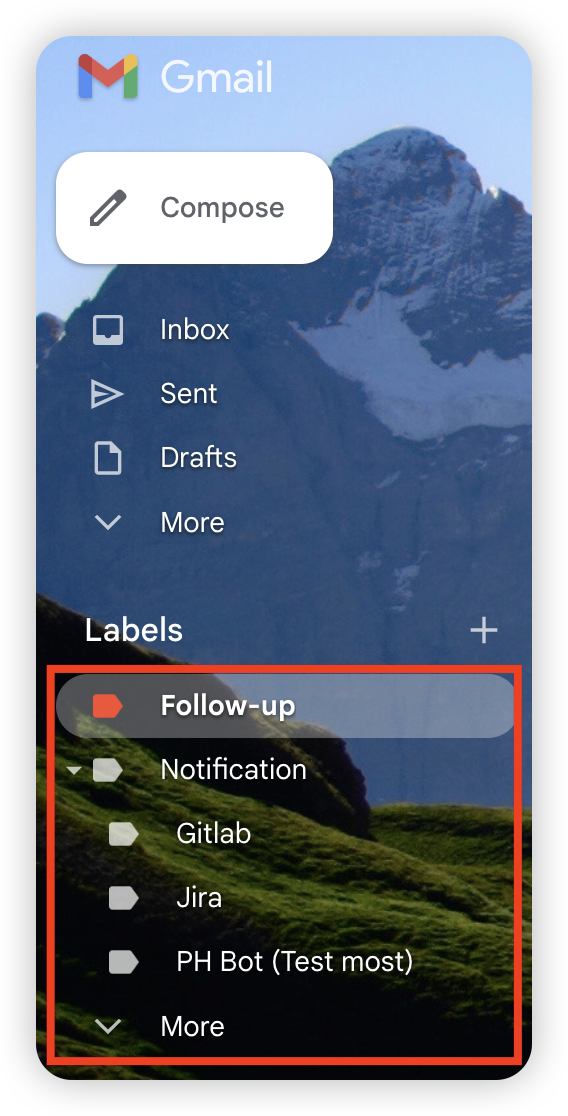 Gmail
Compose
Inbox
Sent
Drafts
More
Labels
Follow-up
Notification
Gitlab
Jira
PH Bot (Test most)
More